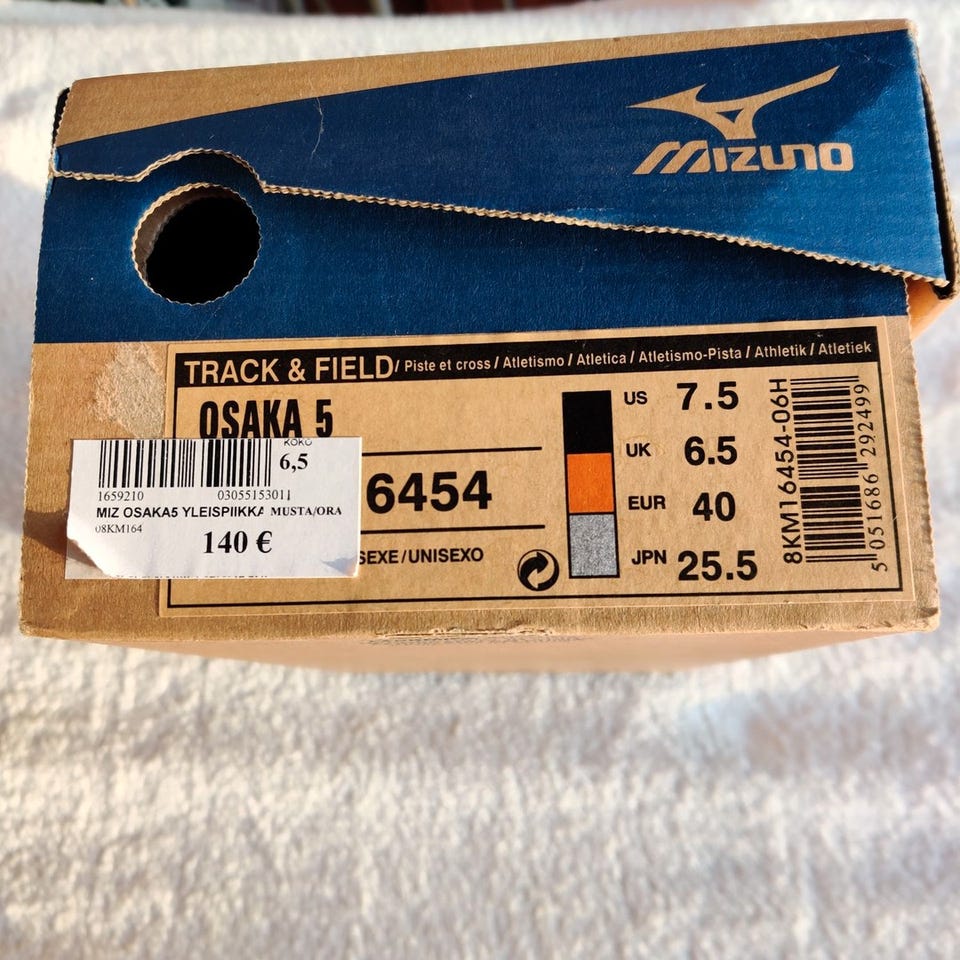 MIZUNO
TRACK & FIELD / Piste et cross / Atletismo / Atletica / Atletismo-Pista / Athletik / Atletiek
OSAKA 5
6454
SEXE/UNISEXO
US 7.5
UK 6.5
EUR 40
JPN 25.5
8KM16454-06H
5 051686 292499
KOKO
6,5
1659210 03055153011
MIZ OSAKA5 YLEISPIIKKA MUSTA/ORA
08KM164
140 €